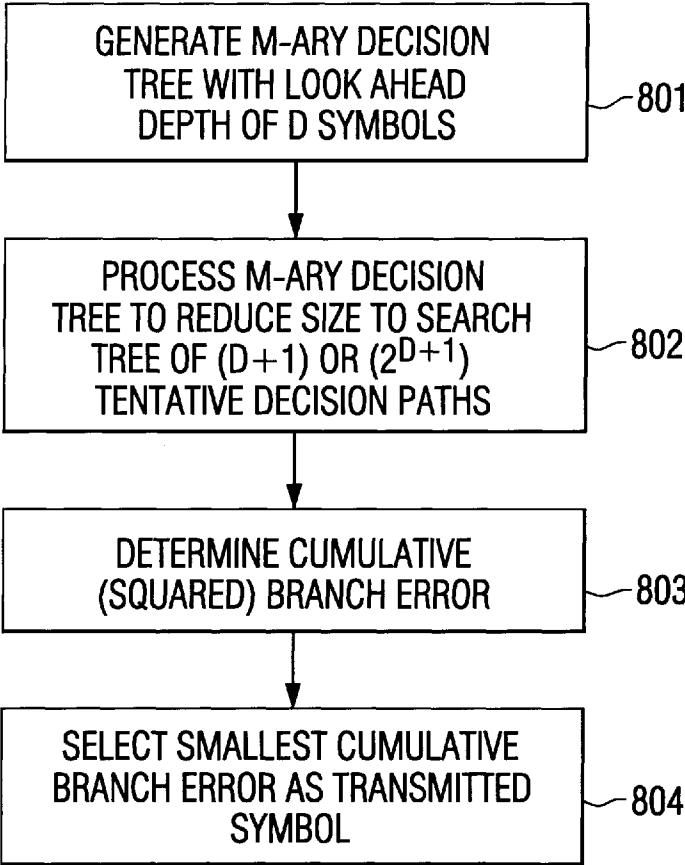 GENERATE M-ARY DECISION
TREE WITH LOOK AHEAD
DEPTH OF D SYMBOLS
801
PROCESS M-ARY DECISION
TREE TO REDUCE SIZE TO SEARCH
TREE OF (D+1) OR (2^{D+1})
TENTATIVE DECISION PATHS
802
DETERMINE CUMULATIVE
(SQUARED) BRANCH ERROR
803
SELECT SMALLEST CUMULATIVE
BRANCH ERROR AS TRANSMITTED
SYMBOL
804